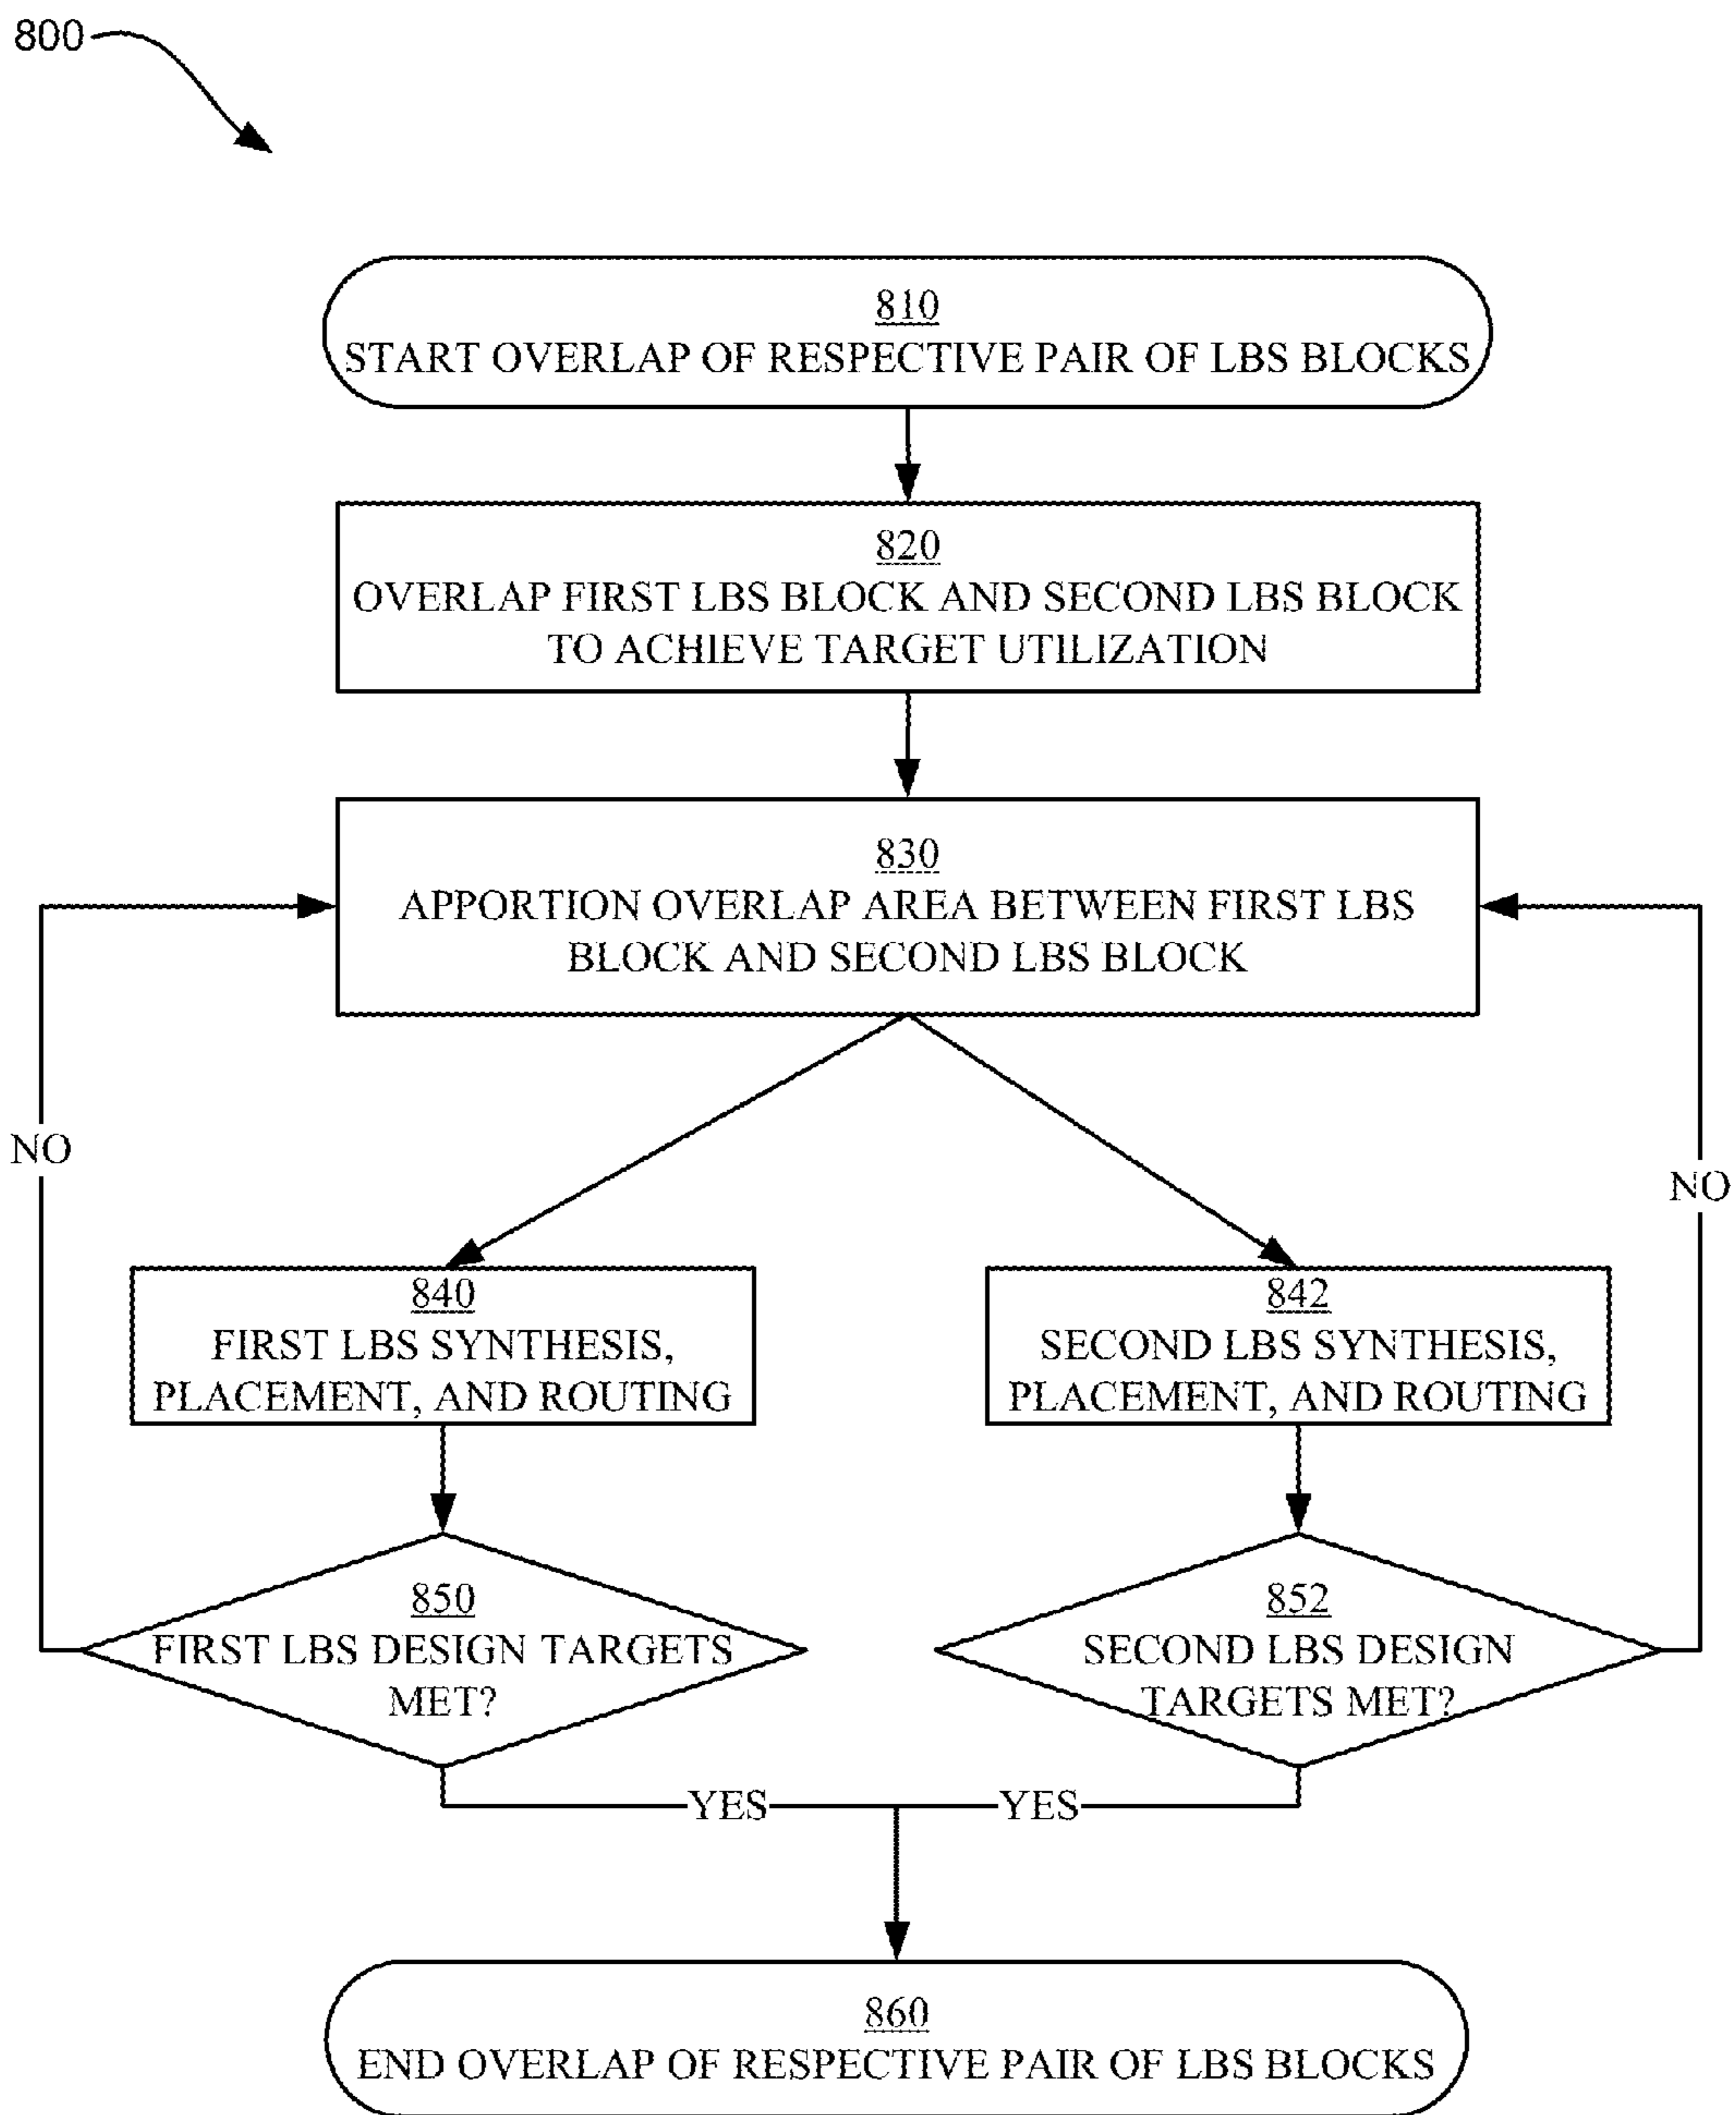 800
810
START OVERLAP OF RESPECTIVE PAIR OF LBS BLOCKS
820
OVERLAP FIRST LBS BLOCK AND SECOND LBS BLOCK
TO ACHIEVE TARGET UTILIZATION
830
APPORTION OVERLAP AREA BETWEEN FIRST LBS
BLOCK AND SECOND LBS BLOCK
NO
NO
840
FIRST LBS SYNTHESIS,
PLACEMENT, AND ROUTING
842
SECOND LBS SYNTHESIS,
PLACEMENT, AND ROUTING
850
FIRST LBS DESIGN TARGETS
MET?
852
SECOND LBS DESIGN
TARGETS MET?
YES
YES
860
END OVERLAP OF RESPECTIVE PAIR OF LBS BLOCKS